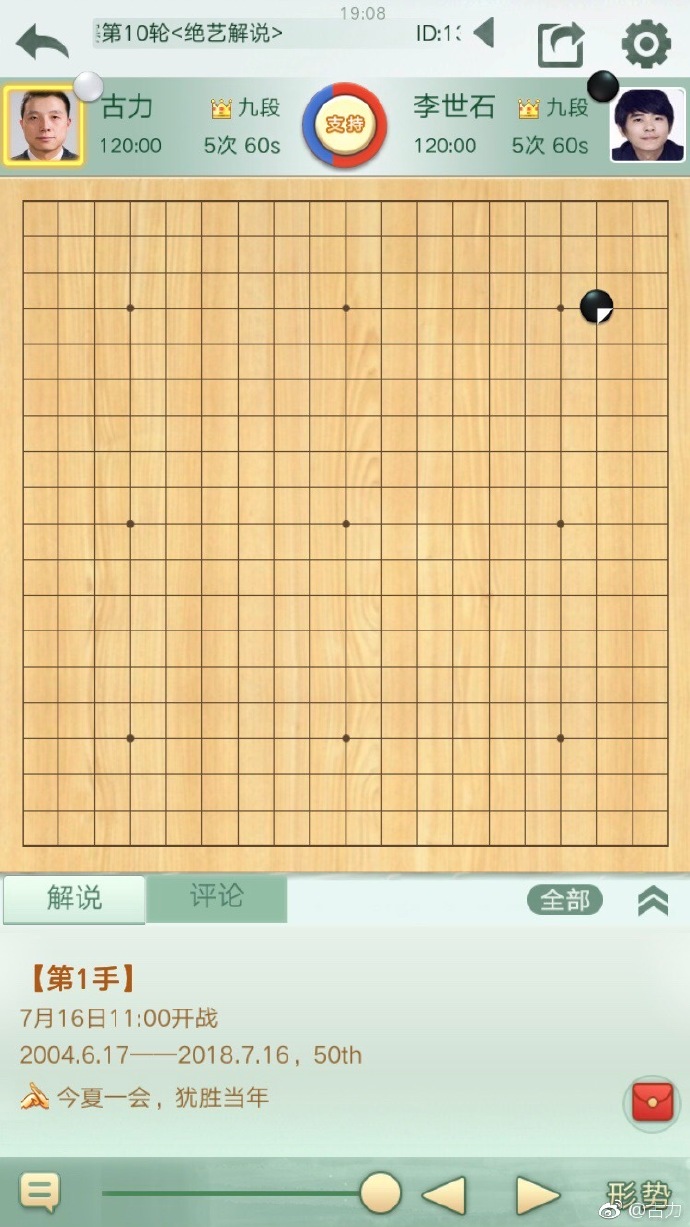 19:08
第10轮<绝艺解说>
ID:1
古力
九段
120:00
5次 60s
支持
李世石
九段
120:00
5次 60s
解说
评论
全部
【第1手】
7月16日11:00开战
2004.6.17——2018.7.16，50th
今夏一会，犹胜当年
形势
@古力